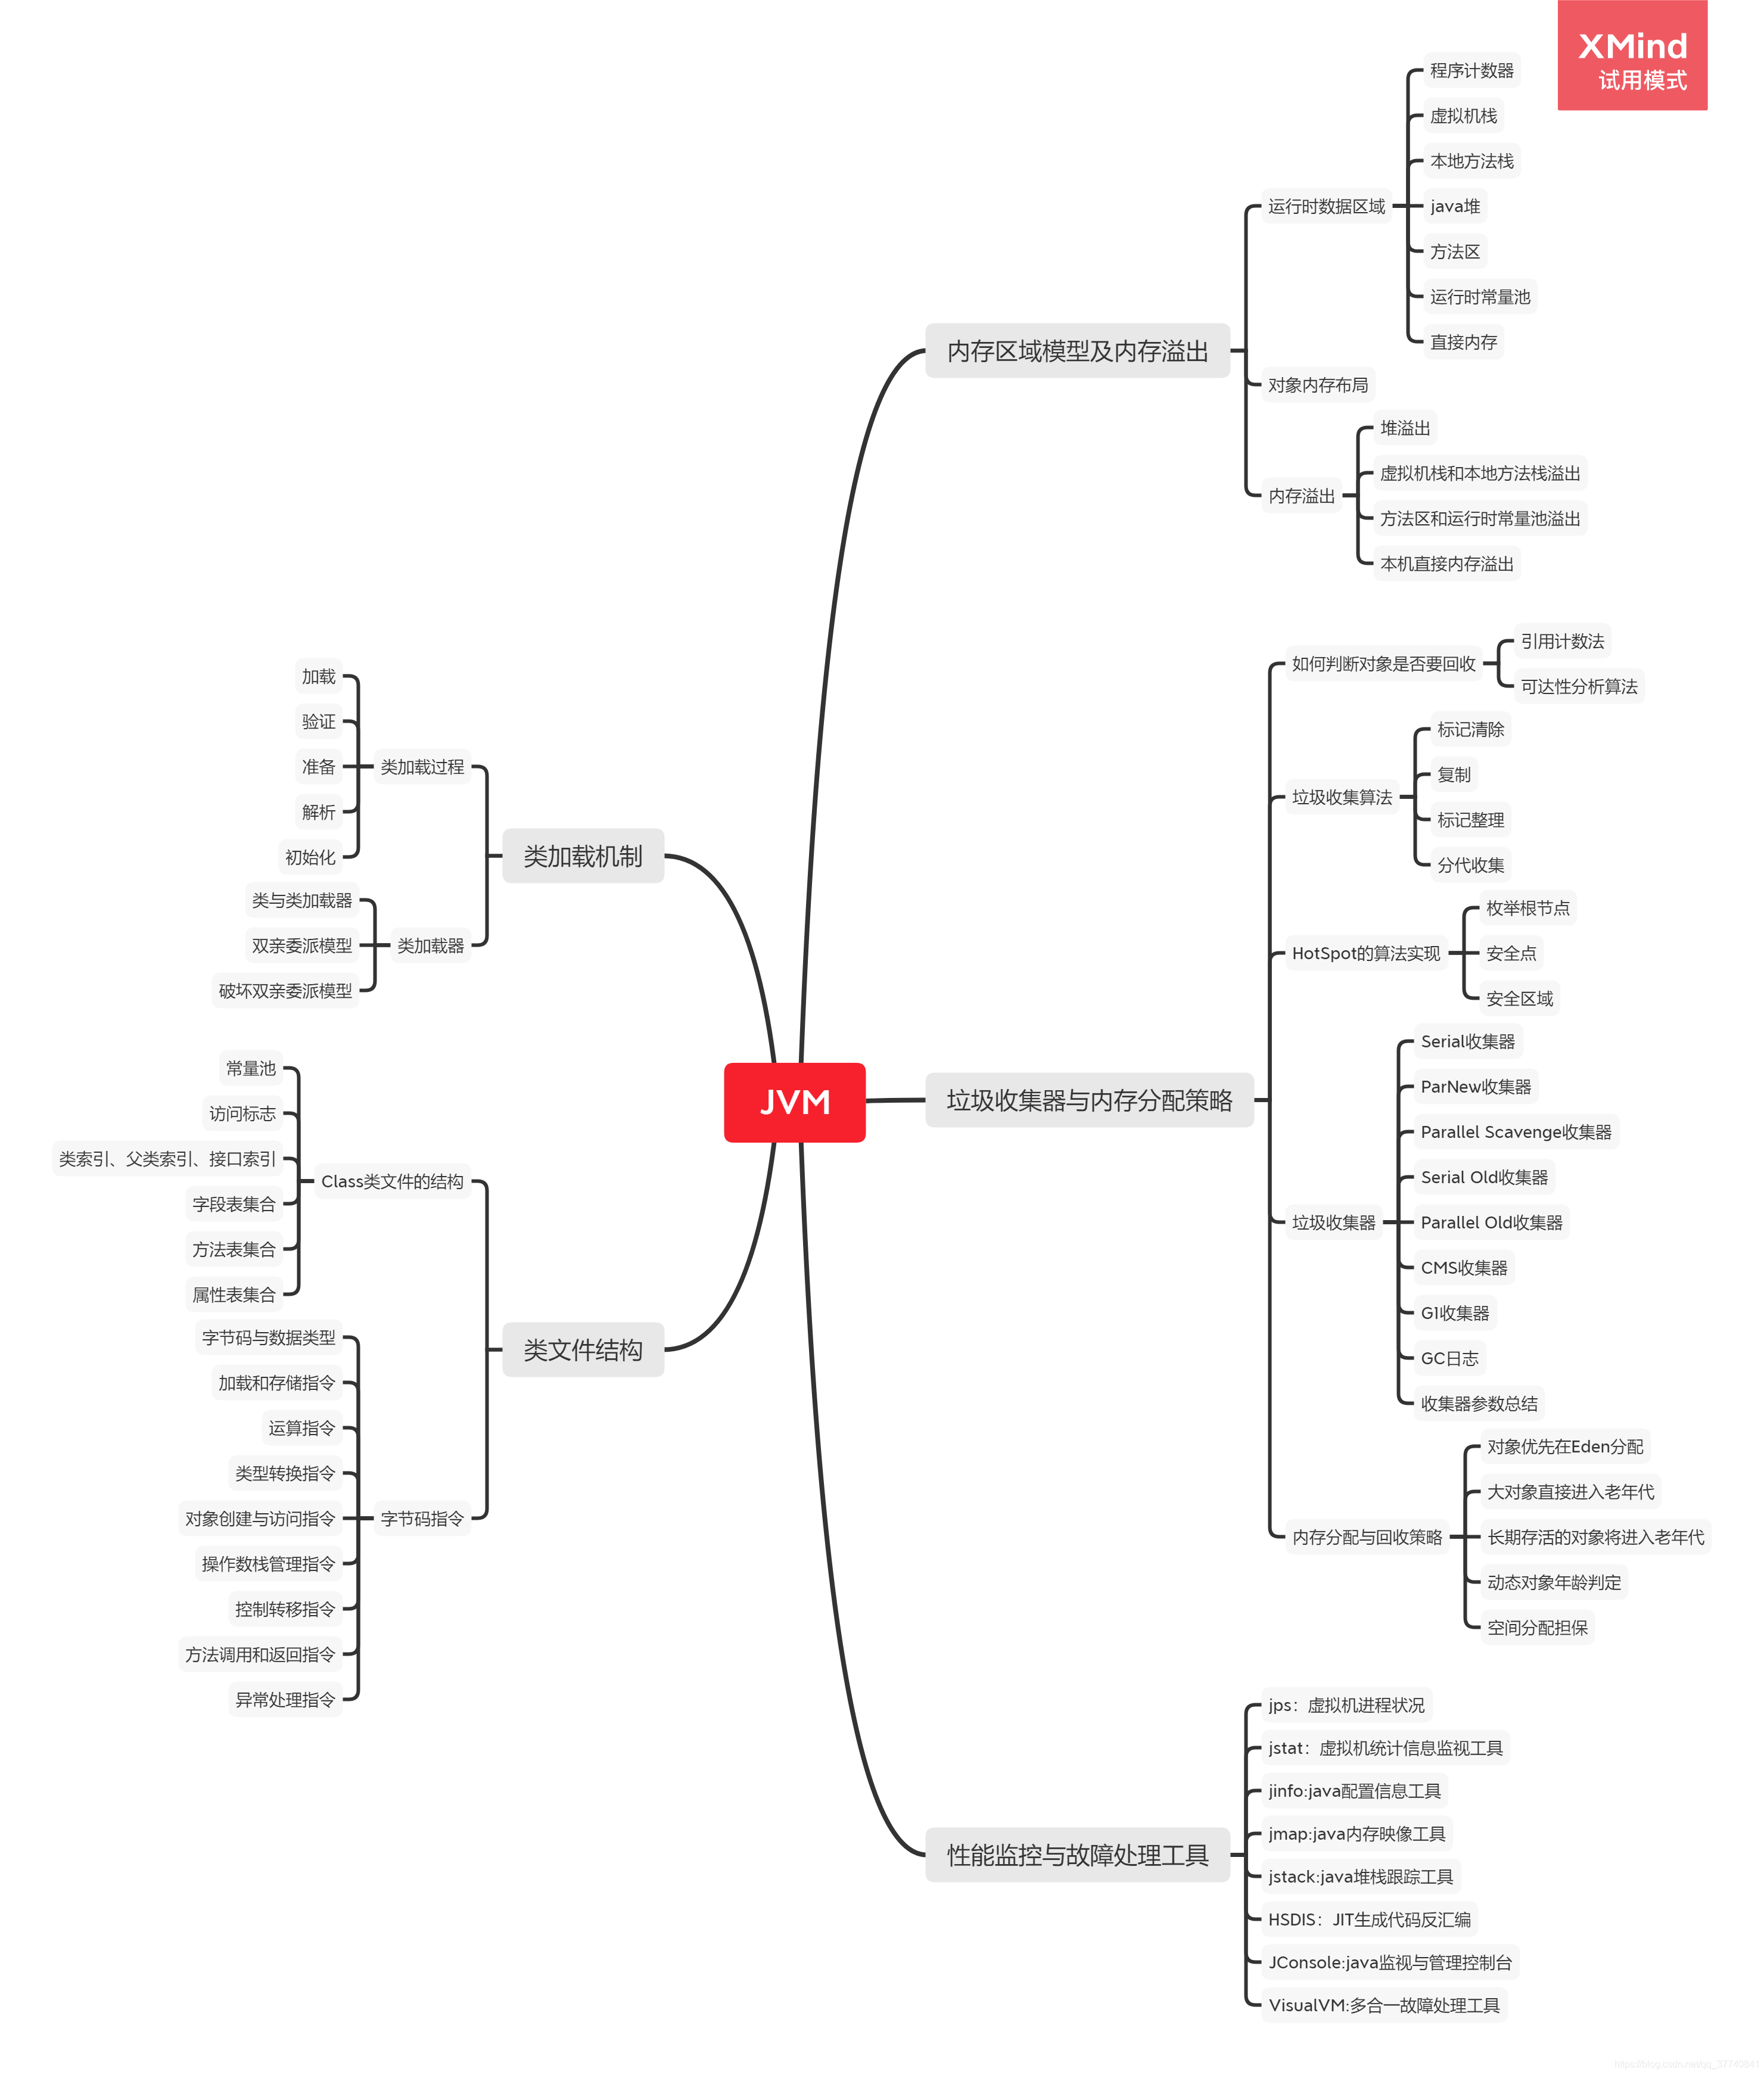 XMind
试用模式
JVM
内存区域模型及内存溢出
运行时数据区域
程序计数器
虚拟机栈
本地方法栈
java堆
方法区
运行时常量池
直接内存
对象内存布局
内存溢出
堆溢出
虚拟机栈和本地方法栈溢出
方法区和运行时常量池溢出
本机直接内存溢出
垃圾收集器与内存分配策略
如何判断对象是否要回收
引用计数法
可达性分析算法
垃圾收集算法
标记清除
复制
标记整理
分代收集
HotSpot的算法实现
枚举根节点
安全点
安全区域
垃圾收集器
Serial收集器
ParNew收集器
Parallel Scavenge收集器
Serial Old收集器
Parallel Old收集器
CMS收集器
G1收集器
GC日志
收集器参数总结
内存分配与回收策略
对象优先在Eden分配
大对象直接进入老年代
长期存活的对象将进入老年代
动态对象年龄判定
空间分配担保
性能监控与故障处理工具
jps：虚拟机进程状况
jstat：虚拟机统计信息监视工具
jinfo:java配置信息工具
jmap:java内存映像工具
jstack:java堆栈跟踪工具
HSDIS：JIT生成代码反汇编
JConsole:java监视与管理控制台
VisualVM:多合一故障处理工具
类加载机制
类加载过程
加载
验证
准备
解析
初始化
类加载器
类与类加载器
双亲委派模型
破坏双亲委派模型
类文件结构
Class类文件的结构
常量池
访问标志
类索引、父类索引、接口索引
字段表集合
方法表集合
属性表集合
字节码指令
字节码与数据类型
加载和存储指令
运算指令
类型转换指令
对象创建与访问指令
操作数栈管理指令
控制转移指令
方法调用和返回指令
异常处理指令